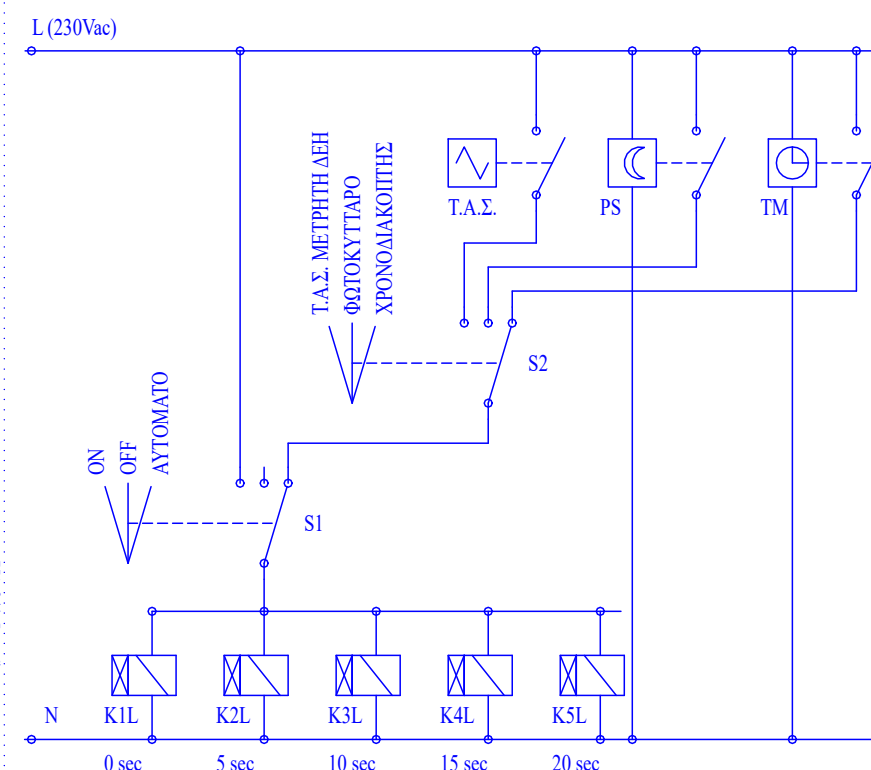 L (230Vac)
Τ.Α.Σ. ΜΕΤΡΗΤΗ ΔΕΗ
ΦΩΤΟΚΥΤΤΑΡΟ
ΧΡΟΝΟΔΙΑΚΟΠΤΗΣ
Τ.Α.Σ.
PS
TM
S2
ON
OFF
ΑΥΤΟΜΑΤΟ
S1
N
K1L
K2L
K3L
K4L
K5L
0 sec
5 sec
10 sec
15 sec
20 sec